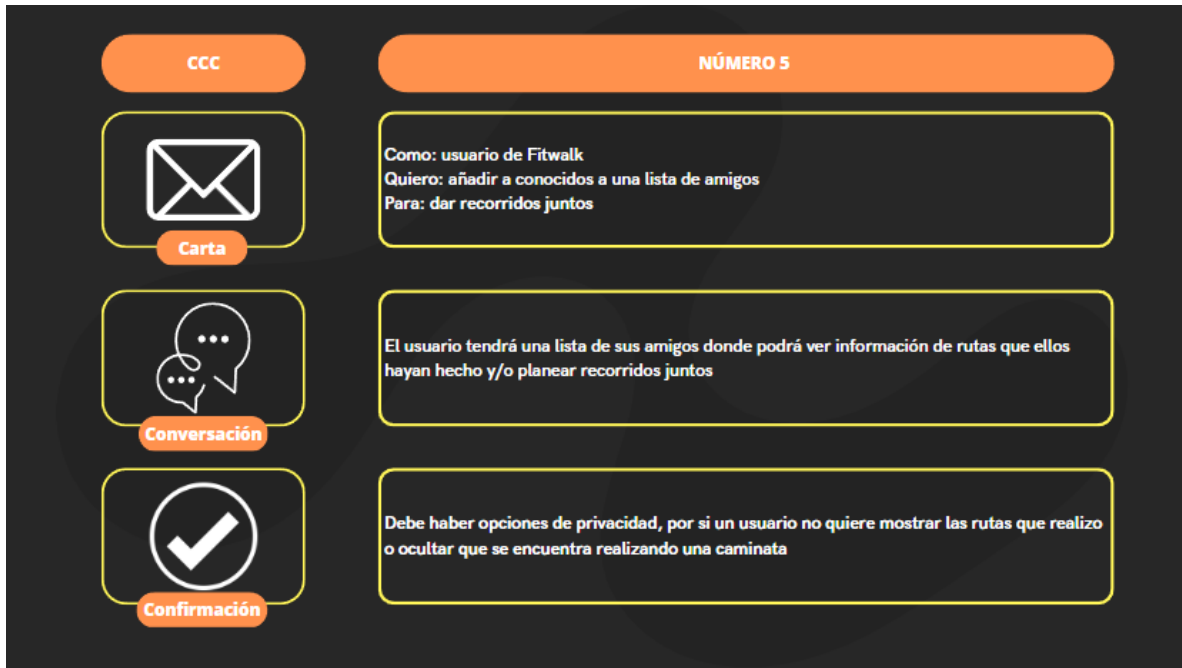 CCC
NÚMERO 5
Como: usuario de Fitwalk
Quiero: añadir a conocidos a una lista de amigos
Para: dar recorridos juntos
Carta
El usuario tendrá una lista de sus amigos donde podrá ver información de rutas que ellos
hayan hecho y/o planear recorridos juntos
Conversación
Debe haber opciones de privacidad, por si un usuario no quiere mostrar las rutas que realizo
o ocultar que se encuentra realizando una caminata
Confirmación